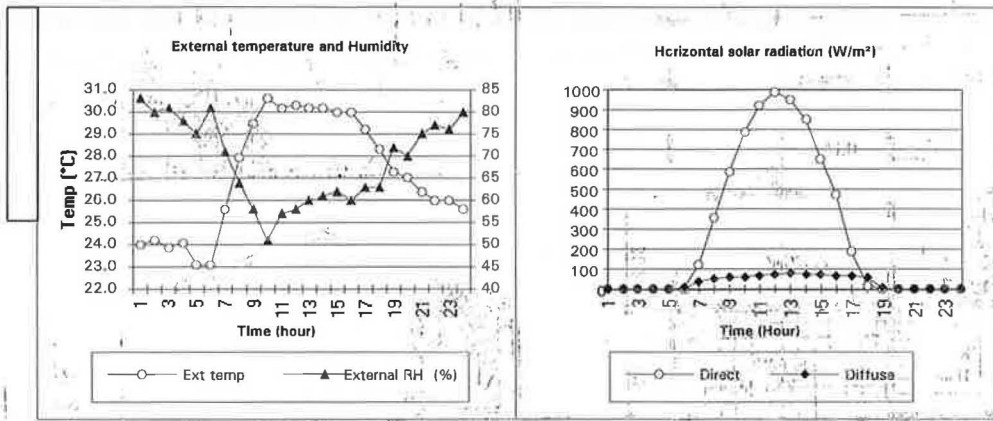 External temperature and Humidity
31.0
30.0
29.0
28.0
27.0
26.0
25.0
24.0
23.0
22.0
Temp (°C)
85
80
75
70
65
60
55
50
45
40
1 3 5 7 9 11 13 15 17 19 21 23
Time (hour)
Ext temp
External RH (%)
Horizontal solar radiation (W/m²)
1000
900
800
700
600
500
400
300
200
100
0
1 3 5 7 9 11 13 15 17 19 21 23
Time (Hour)
Direct
Diffuse